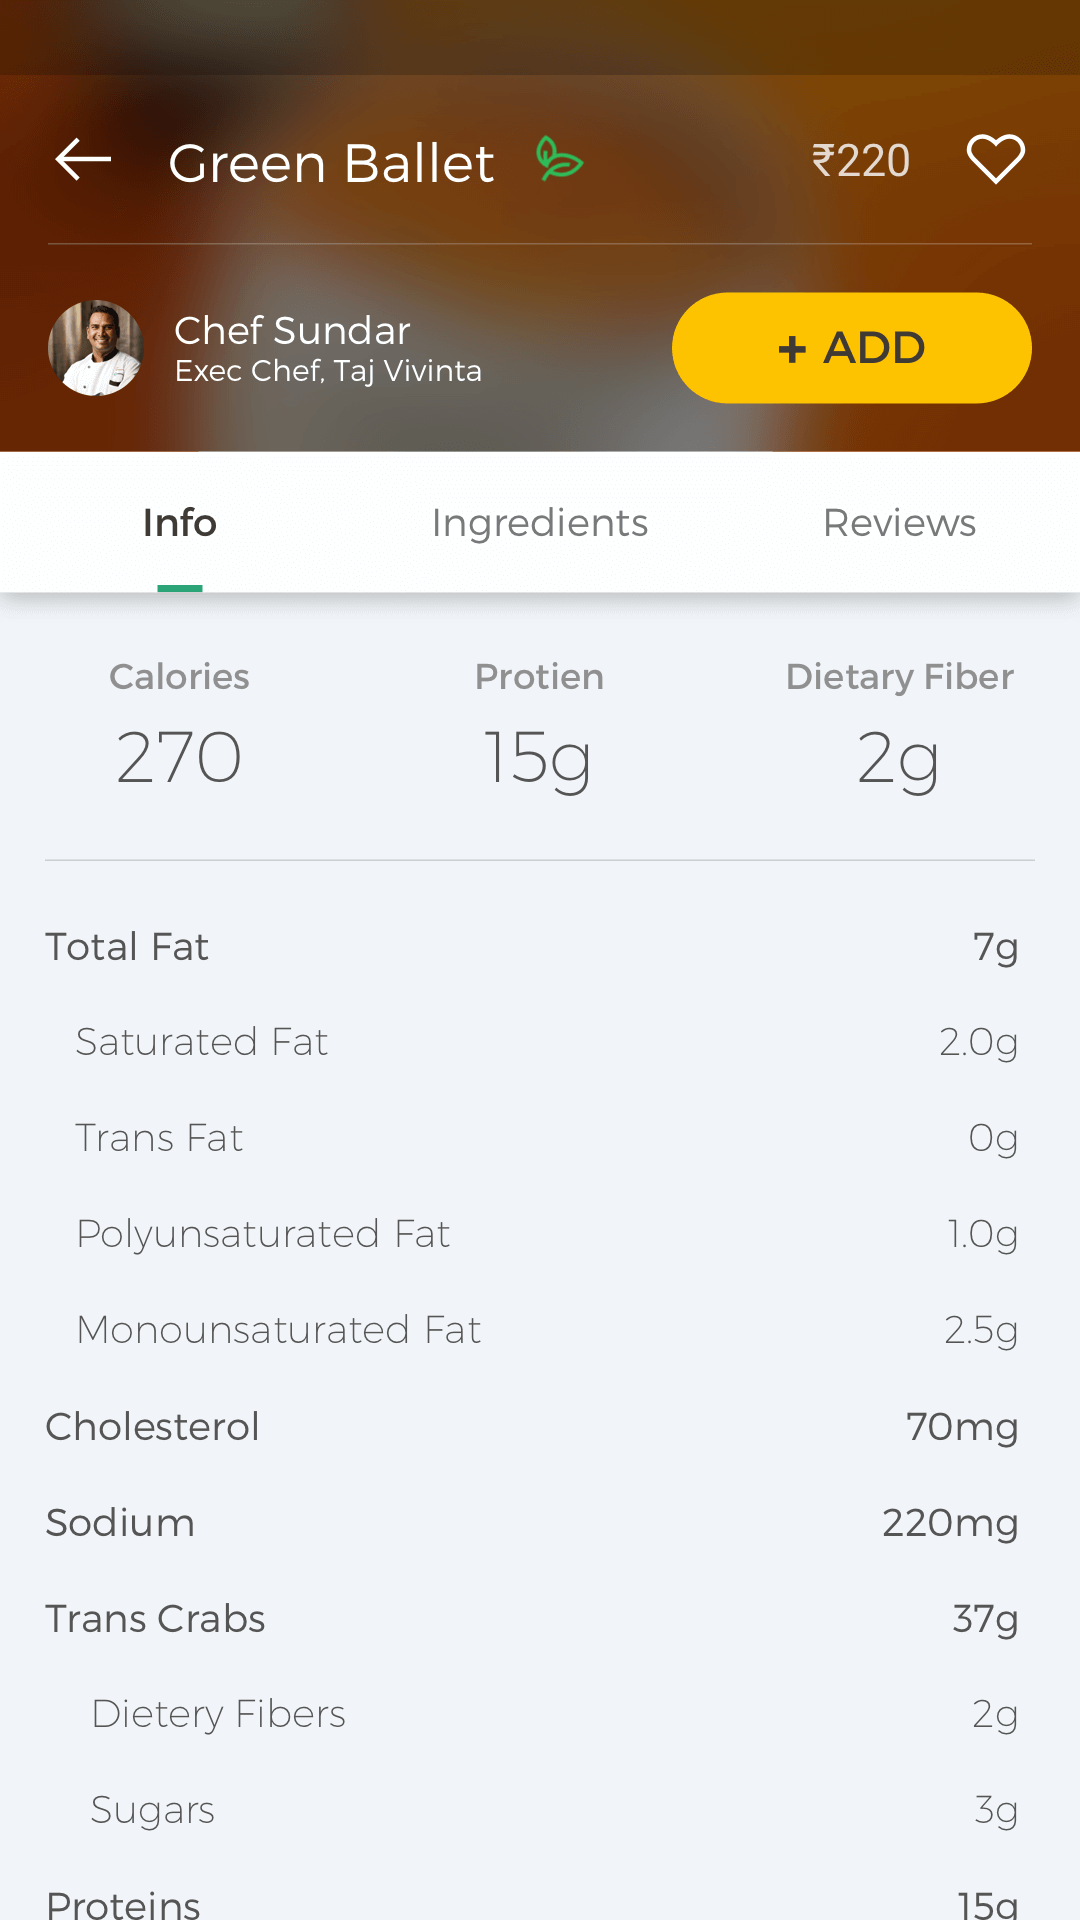 Green Ballet ₹220
Chef Sundar
Exec Chef, Taj Vivinta
+ ADD
Info Ingredients Reviews
Calories Protien Dietary Fiber
270 15g 2g
Total Fat 7g
Saturated Fat 2.0g
Trans Fat 0g
Polyunsaturated Fat 1.0g
Monounsaturated Fat 2.5g
Cholesterol 70mg
Sodium 220mg
Trans Crabs 37g
Dietery Fibers 2g
Sugars 3g
Proteins 15g